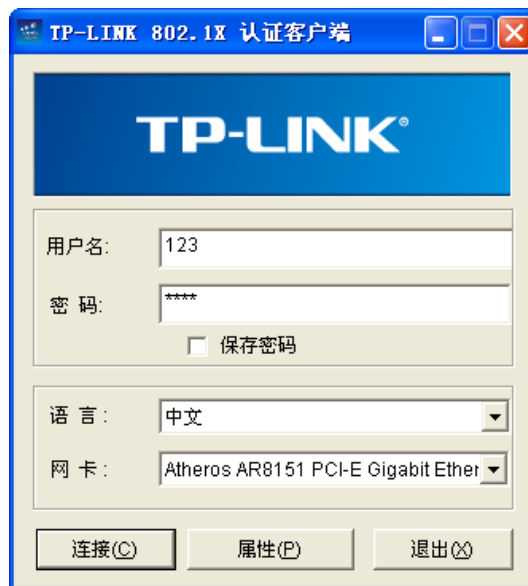 TP-LINK 802.1X 认证客户端
TP-LINK®
用户名: 123
密 码: ****
保存密码
语 言: 中文
网 卡: Atheros AR8151 PCI-E Gigabit Ether
连接(C) 属性(P) 退出(X)